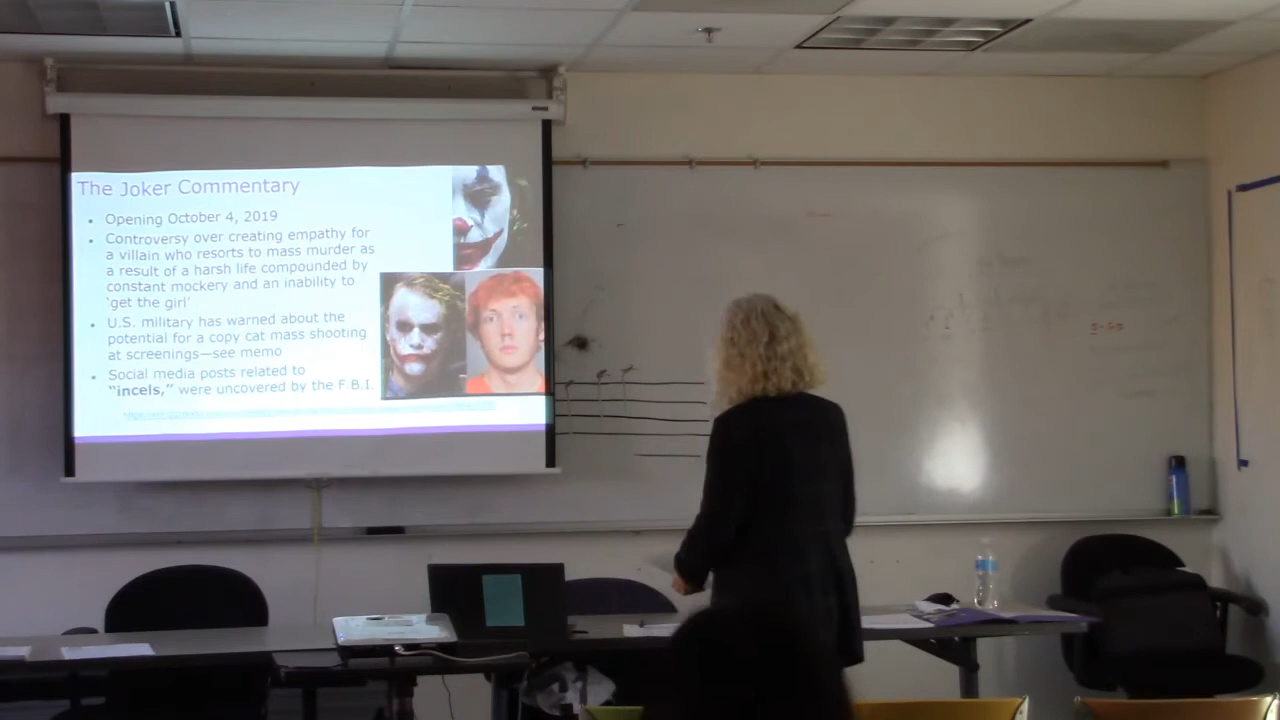 The Joker Commentary
• Opening October 4, 2019
• Controversy over creating empathy for
a villain who resorts to mass murder as
a result of a harsh life compounded by
constant mockery and an inability to
‘get the girl’
• U.S. military has warned about the
potential for a copy cat mass shooting
at screenings—see memo
• Social media posts related to
“incels,” were uncovered by the F.B.I.